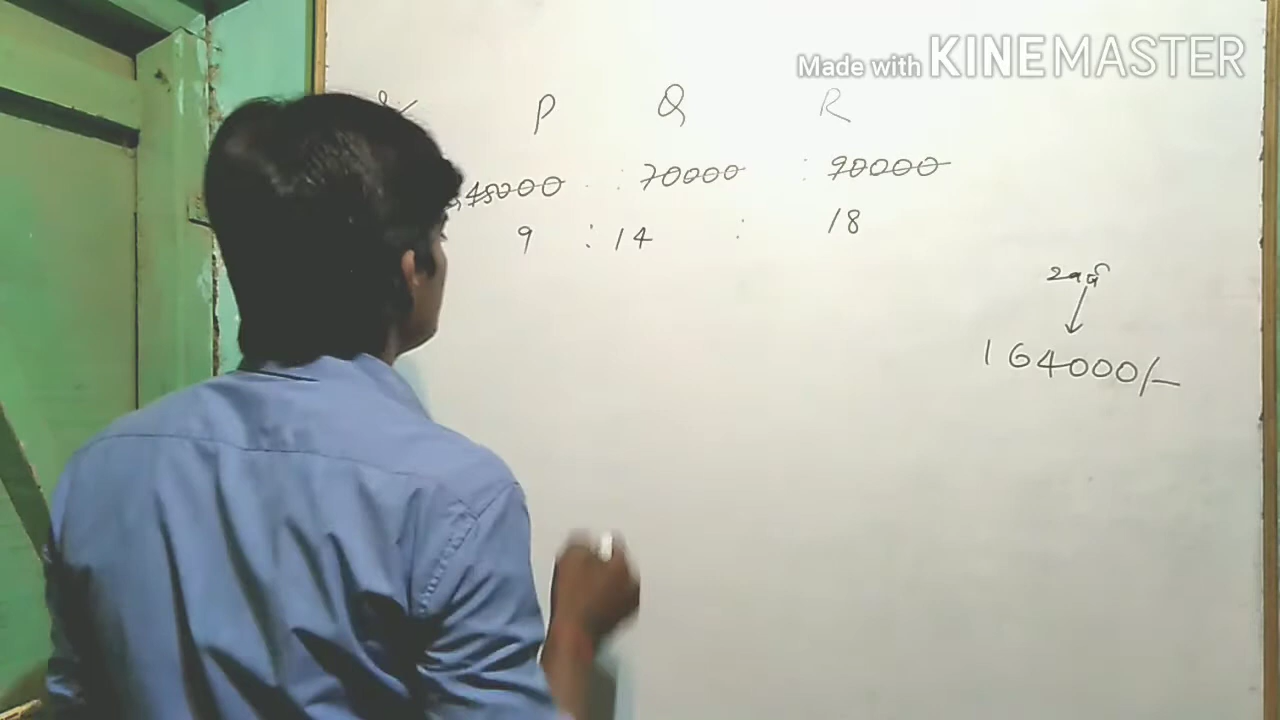 Made with KINEMASTER
P Q R
45000 : 70000 : 90000
9 : 14 : 18
164000/-